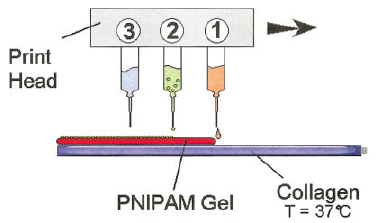 3 2 1
Print
Head
PNIPAM Gel
Collagen
T = 37°C